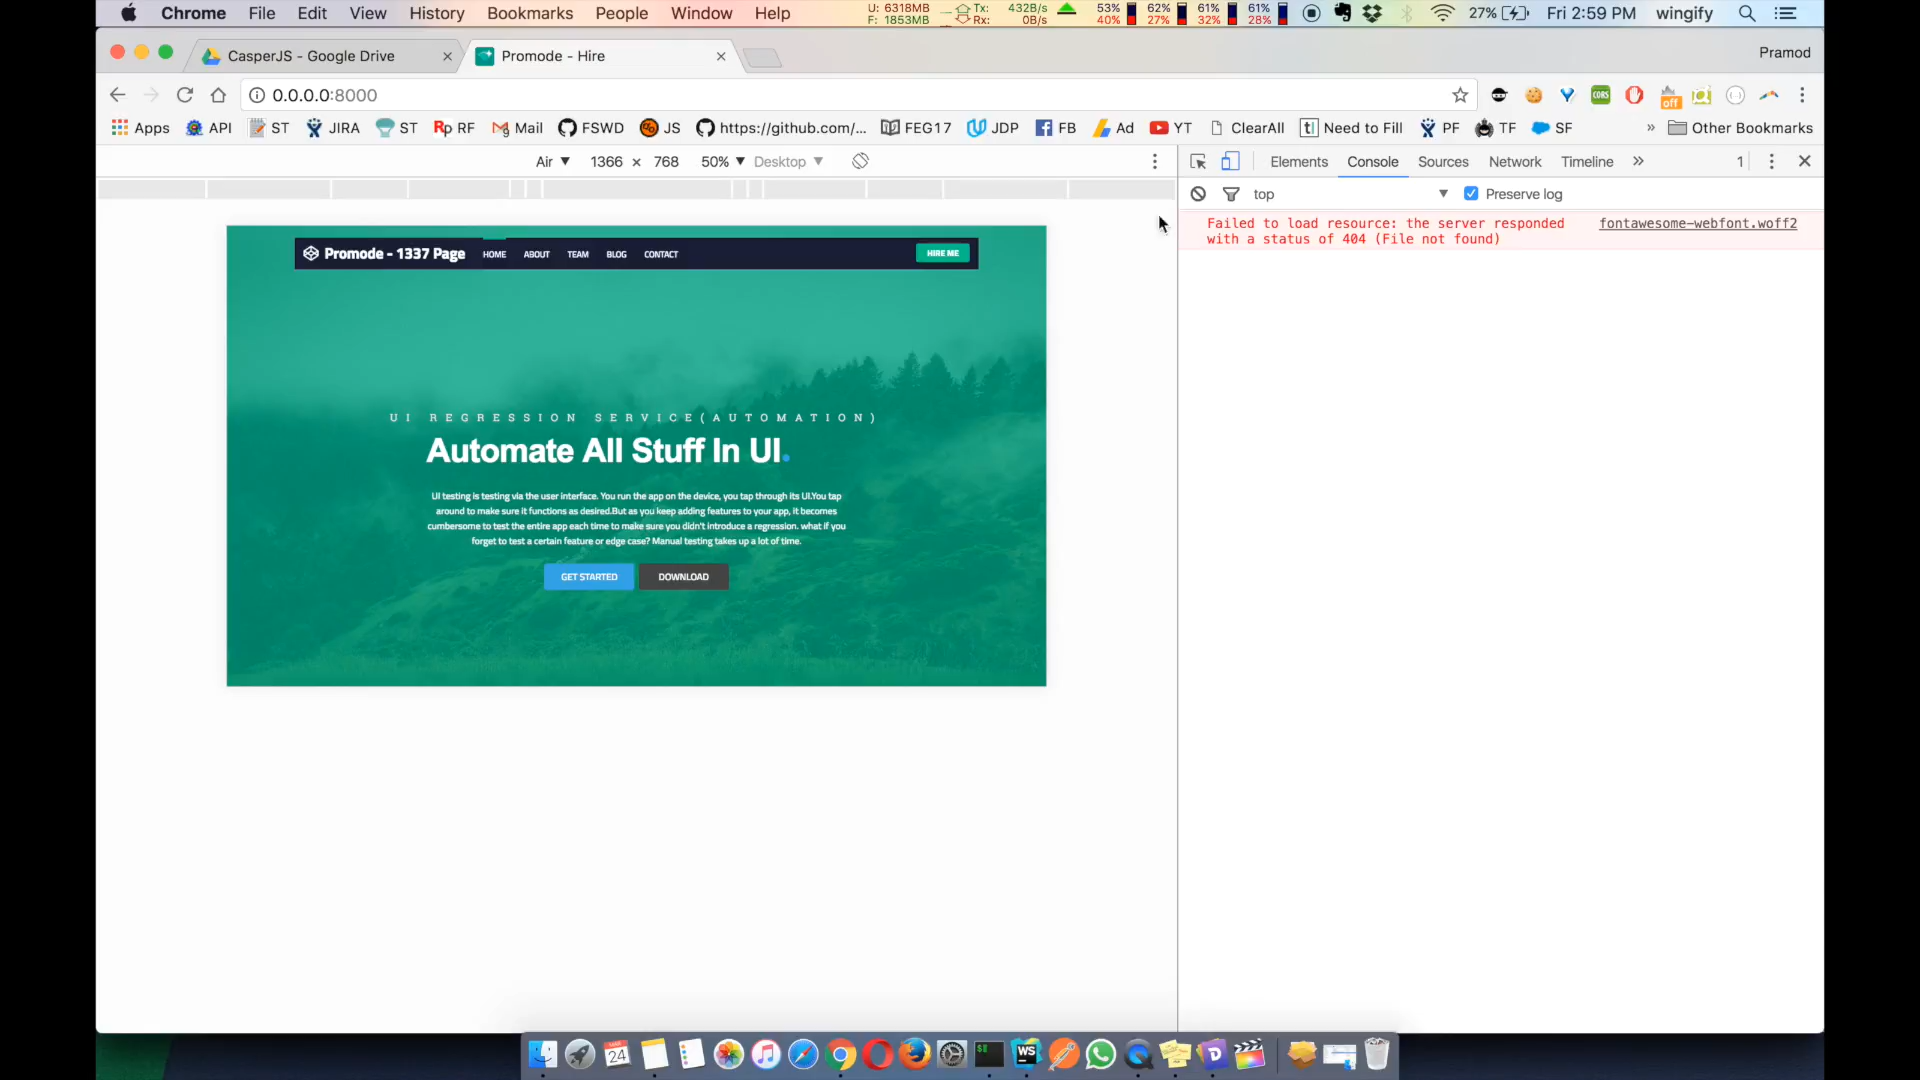 Chrome File Edit View History Bookmarks People Window Help U: 6318MB Tx: 432B/s 53% 62% 61% 61% 27% Fri 2:59 PM wingify
F: 1853MB Rx: 0B/s 40% 27% 32% 28%
CasperJS - Google Drive Promode - Hire Pramod
0.0.0.0:8000 CORS off
Apps API ST JIRA ST Rp RF Mail FSWD JS https://github.com/... FEG17 JDP FB Ad YT ClearAll t| Need to Fill PF TF SF » Other Bookmarks
Air 1366 × 768 50% Desktop Elements Console Sources Network Timeline » 1
top Preserve log
Failed to load resource: the server responded fontawesome-webfont.woff2
with a status of 404 (File not found)
Promode - 1337 Page HOME ABOUT TEAM BLOG CONTACT HIRE ME
UI REGRESSION SERVICE(AUTOMATION)
Automate All Stuff In UI.
UI testing is testing via the user interface. You run the app on the device, you tap through its UI.You tap
around to make sure it functions as desired.But as you keep adding features to your app, it becomes
cumbersome to test the entire app each time to make sure you didn't introduce a regression. what if you
forget to test a certain feature or edge case? Manual testing takes up a lot of time.
GET STARTED DOWNLOAD
24 WS